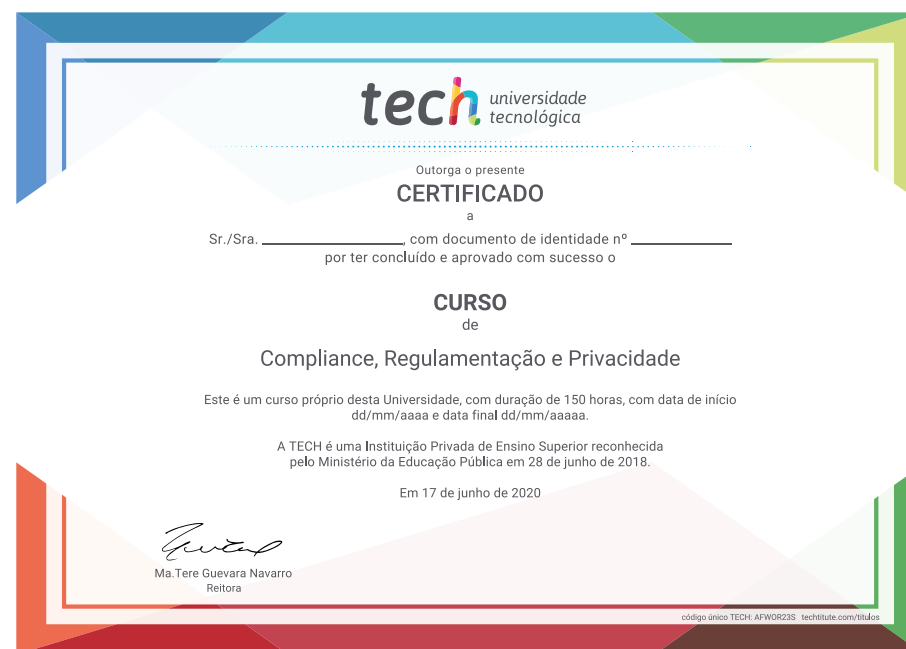 tech universidade
tecnológica
Outorga o presente
CERTIFICADO
a
Sr./Sra. ________________, com documento de identidade nº ____________
por ter concluído e aprovado com sucesso o
CURSO
de
Compliance, Regulamentação e Privacidade
Este é um curso próprio desta Universidade, com duração de 150 horas, com data de início
dd/mm/aaaa e data final dd/mm/aaaaa.
A TECH é uma Instituição Privada de Ensino Superior reconhecida
pelo Ministério da Educação Pública em 28 de junho de 2018.
Em 17 de junho de 2020
Ma.Tere Guevara Navarro
Reitora
código único TECH: AFWOR23S techtitute.com/titulos